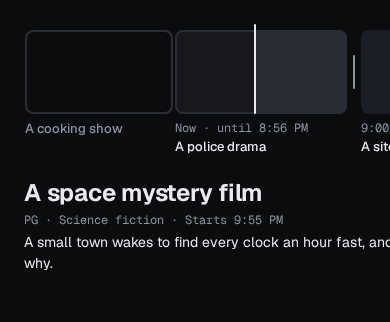 A cooking show
Now · until 8:56 PM
9:00
A police drama
A sit
A space mystery film
PG · Science fiction · Starts 9:55 PM
A small town wakes to find every clock an hour fast, and
why.